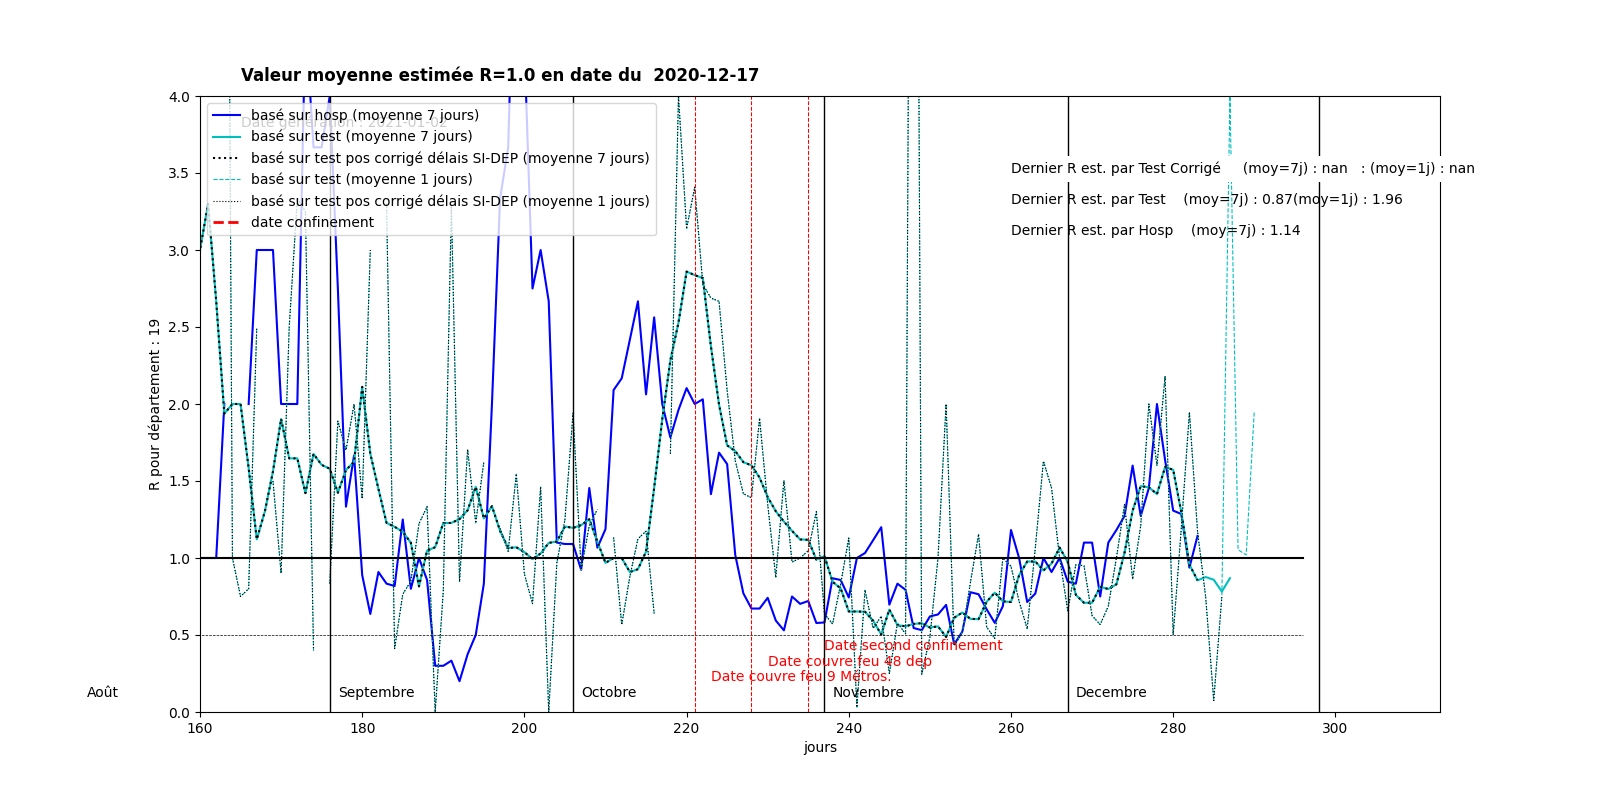 Valeur moyenne estimée R=1.0 en date du  2020-12-17
Date génération : 2021-01-02
basé sur hosp (moyenne 7 jours)
basé sur test (moyenne 7 jours)
basé sur test pos corrigé délais SI-DEP (moyenne 7 jours)
basé sur test (moyenne 1 jours)
basé sur test pos corrigé délais SI-DEP (moyenne 1 jours)
date confinement
Dernier R est. par Test Corrigé     (moy=7j) : nan   : (moy=1j) : nan
Dernier R est. par Test    (moy=7j) : 0.87(moy=1j) : 1.96
Dernier R est. par Hosp    (moy=7j) : 1.14
4.0
3.5
3.0
2.5
2.0
1.5
1.0
0.5
0.0
R pour département : 19
Date second confinement
Date couvre feu 48 dep
Date couvre feu 9 Métros.
Août
Septembre
Octobre
Novembre
Decembre
160
180
200
220
240
260
280
300
jours